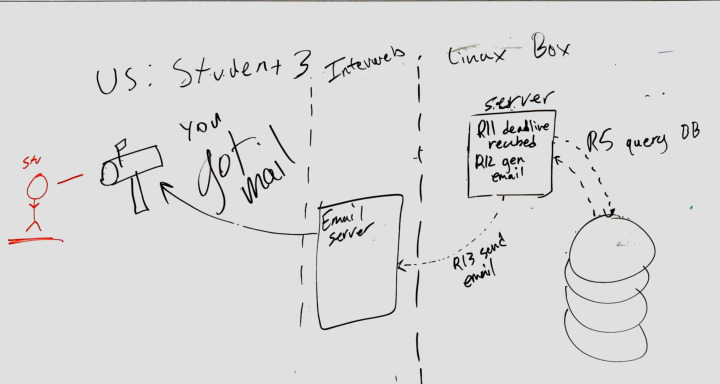 US: Student 3
Interweb
Linux Box
server
R11 deadline
reached
R12 gen
email
R5 query DB
you
got
mail
stu
Email
server
R13 send
email